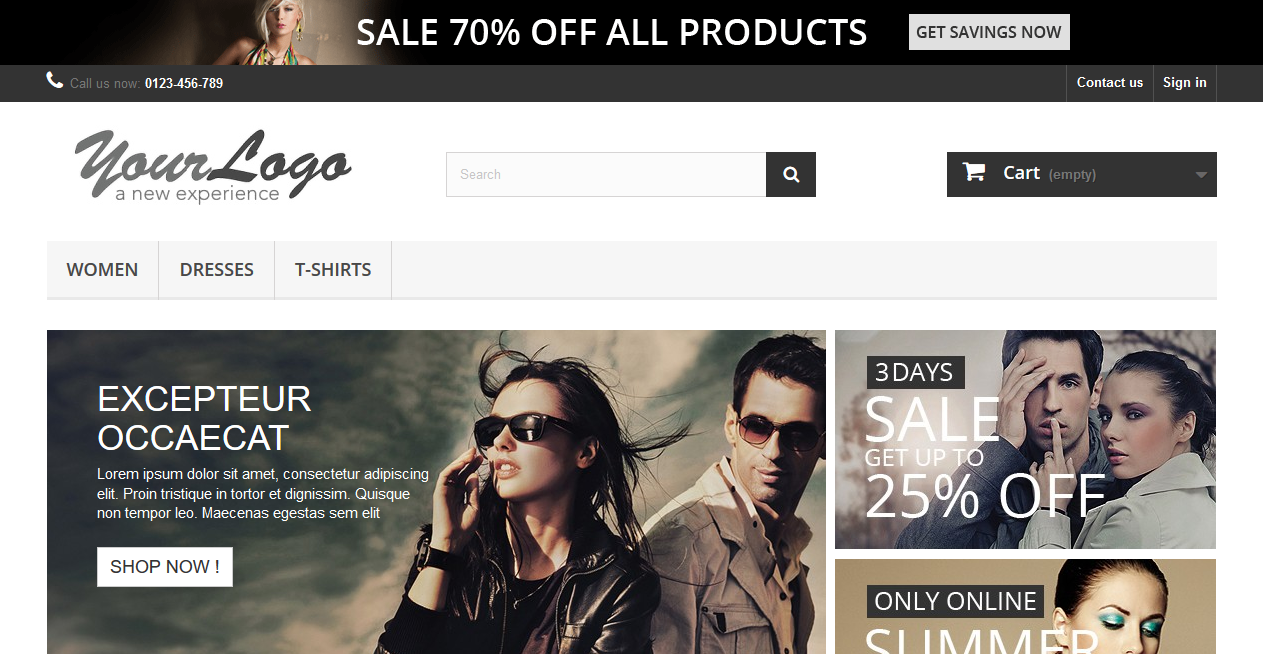 SALE 70% OFF ALL PRODUCTS
GET SAVINGS NOW
Call us now: 0123-456-789
Contact us
Sign in
YourLogo
a new experience
Search
Cart (empty)
WOMEN
DRESSES
T-SHIRTS
EXCEPTEUR
OCCAECAT
Lorem ipsum dolor sit amet, consectetur adipiscing
elit. Proin tristique in tortor et dignissim. Quisque
non tempor leo. Maecenas egestas sem elit
SHOP NOW !
3 DAYS
SALE
GET UP TO
25% OFF
ONLY ONLINE
SUMMER